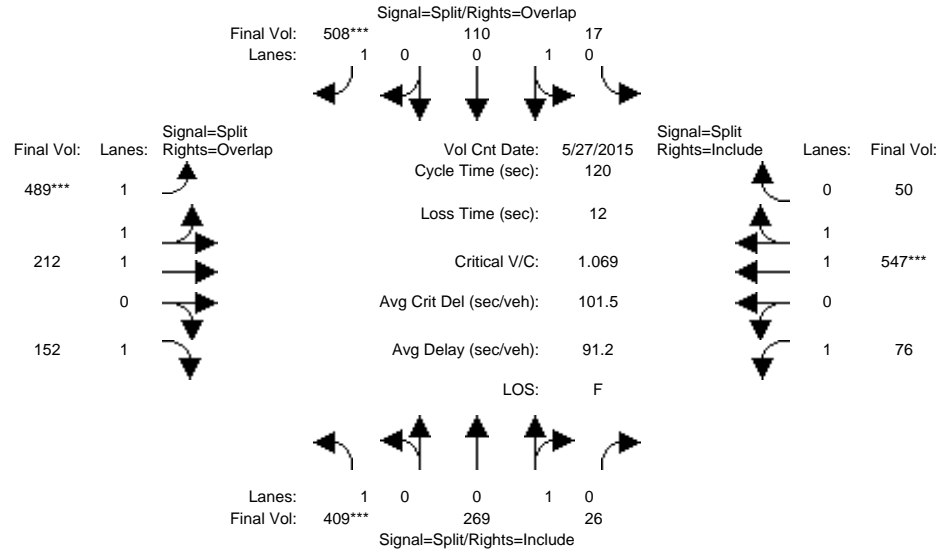 Signal=Split/Rights=Overlap
Final Vol: 508*** 110 17
Lanes: 1 0 0 1 0
Signal=Split
Rights=Overlap
Final Vol: Lanes:
Vol Cnt Date: 5/27/2015
Signal=Split
Rights=Include
Lanes: Final Vol:
Cycle Time (sec): 120
489*** 1 0 50
Loss Time (sec): 12
1 1
212 1 Critical V/C: 1.069 1 547***
0 Avg Crit Del (sec/veh): 101.5 0
152 1 Avg Delay (sec/veh): 91.2 1 76
LOS: F
Lanes: 1 0 0 1 0
Final Vol: 409*** 269 26
Signal=Split/Rights=Include